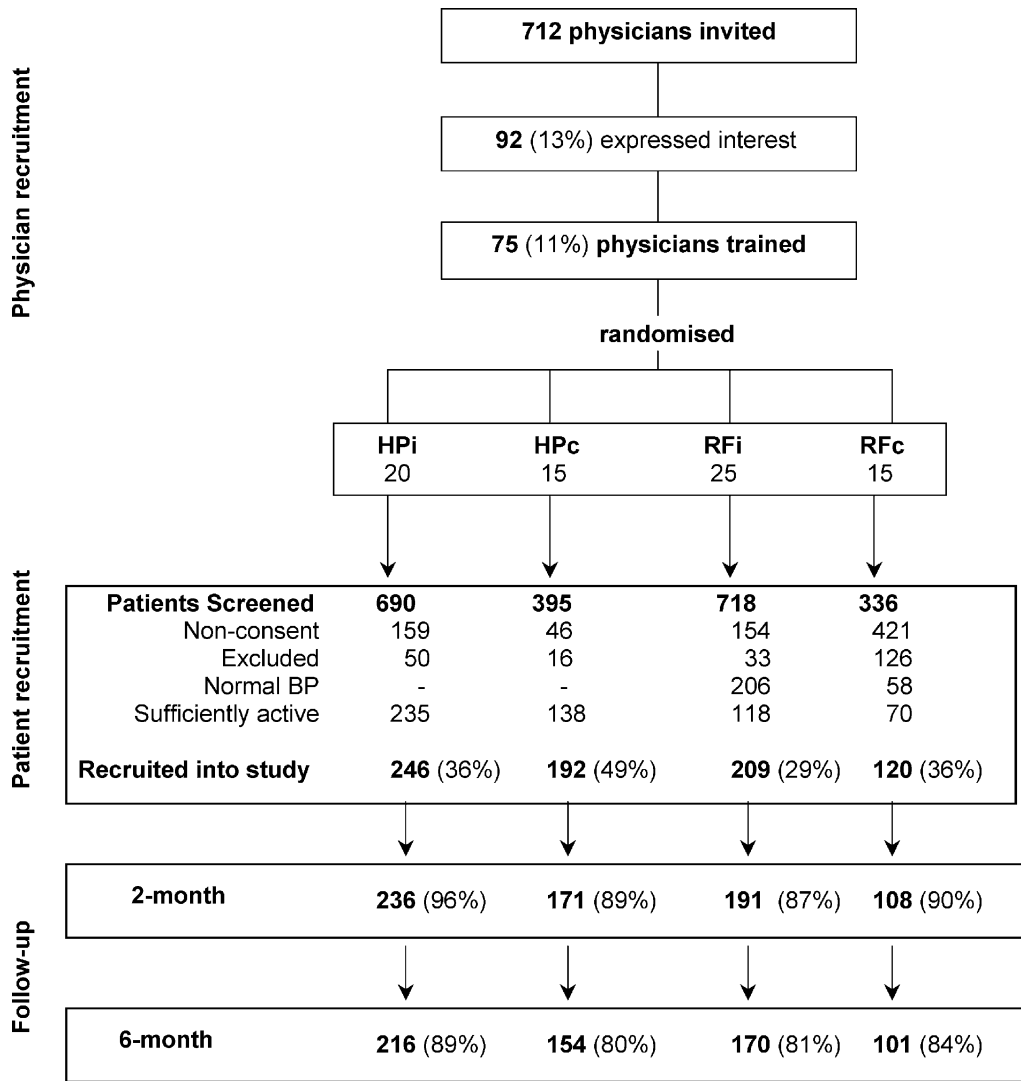 712 physicians invited
Physician recruitment
92 (13%) expressed interest
75 (11%) physicians trained
randomised
HPi HPc RFi RFc
20 15 25 15
Patient recruitment
Patients Screened 690 395 718 336
Non-consent 159 46 154 421
Excluded 50 16 33 126
Normal BP - - 206 58
Sufficiently active 235 138 118 70
Recruited into study 246 (36%) 192 (49%) 209 (29%) 120 (36%)
Follow-up
2-month 236 (96%) 171 (89%) 191 (87%) 108 (90%)
6-month 216 (89%) 154 (80%) 170 (81%) 101 (84%)